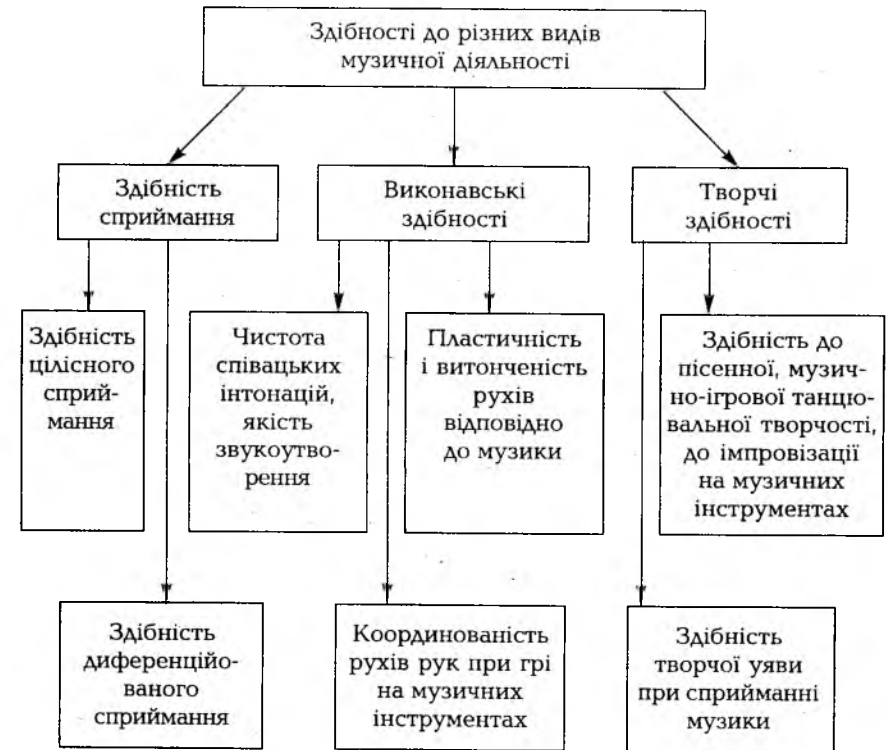 Здібності до різних видів
музичної діяльності
Здібність
сприймання
Виконавські
здібності
Творчі
здібності
Здібність
цілісного
сприй-
мання
Чистота
співацьких
інтонацій,
якість
звукоутво-
рення
Пластичність
і витонченість
рухів
відповідно
до музики
Здібність до
пісенної, музич-
но-ігрової танцю-
вальної творчості,
до імпровізації
на музичних
інструментах
Здібність
диференційо-
ваного
сприймання
Координованість
рухів рук при грі
на музичних
інструментах
Здібність
творчої уяви
при сприйманні
музики